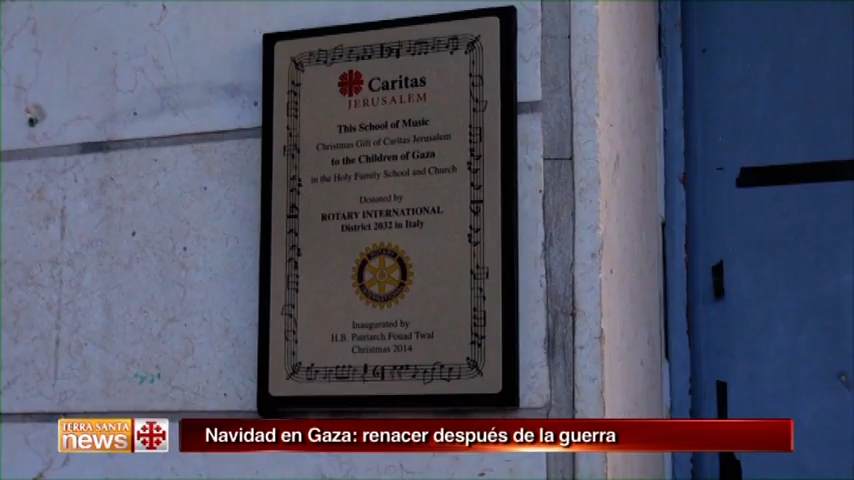 Caritas
JERUSALEM
This School of Music
Christmas Gift of Caritas Jerusalem
to the Children of Gaza
in the Holy Family School and Church
Donated by
ROTARY INTERNATIONAL
District 2032 in Italy
ROTARY
INTERNATIONAL
Inaugurated by
H.B. Patriarch Fouad Twal
Christmas 2014
TERRA SANTA
news
Navidad en Gaza: renacer después de la guerra